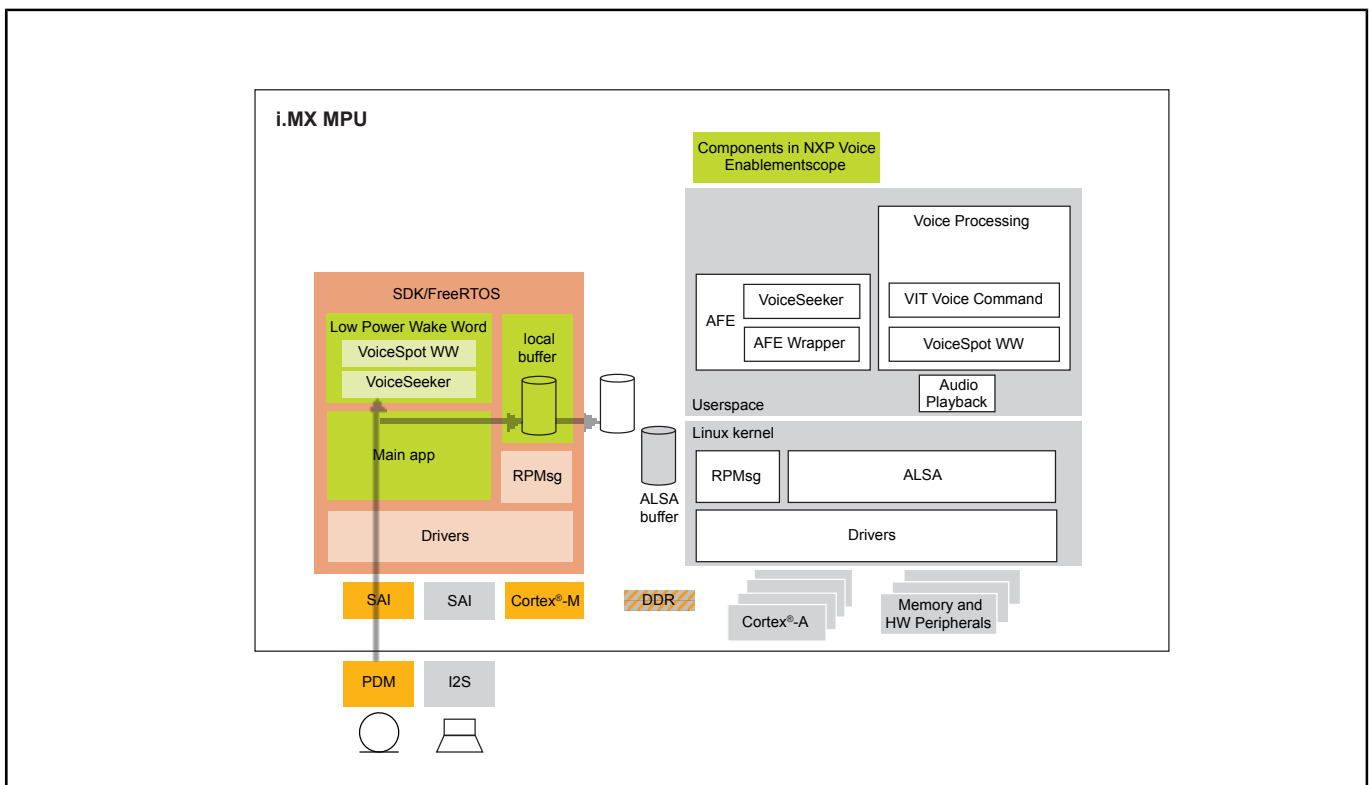 i.MX MPU
Components in NXP Voice
Enablementscope
Voice Processing
SDK/FreeRTOS
VoiceSeeker
VIT Voice Command
AFE
Low Power Wake Word
local
buffer
VoiceSpot WW
AFE Wrapper
VoiceSpot WW
VoiceSeeker
Audio
Playback
Userspace
Linux kernel
Main app
RPMsg
RPMsg
ALSA
ALSA
buffer
Drivers
Drivers
SAI
SAI
Cortex®-M
DDR
Cortex®-A
Memory and
HW Peripherals
PDM
I2S